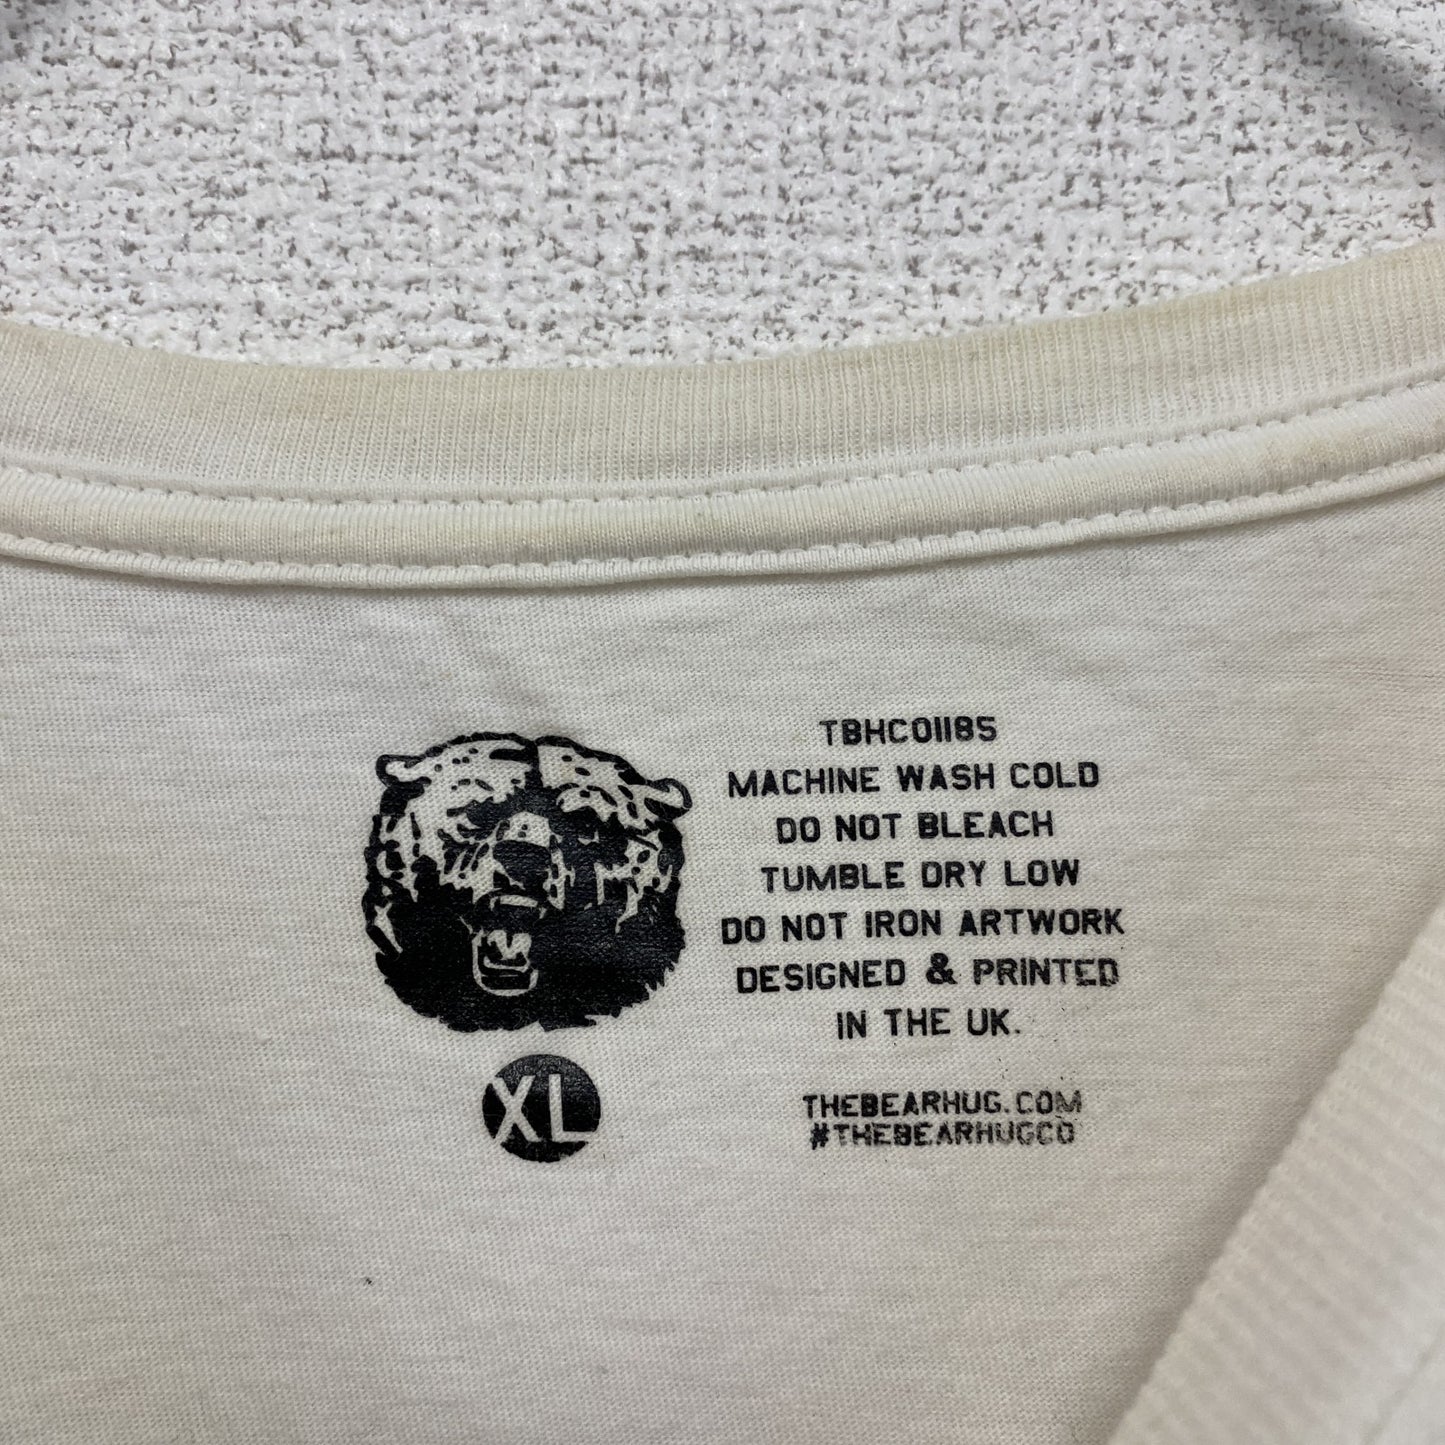 TBHC01185
MACHINE WASH COLD
DO NOT BLEACH
TUMBLE DRY LOW
DO NOT IRON ARTWORK
DESIGNED & PRINTED
IN THE UK.
XL
THEBEARHUG.COM
#THEBEARHUGCO